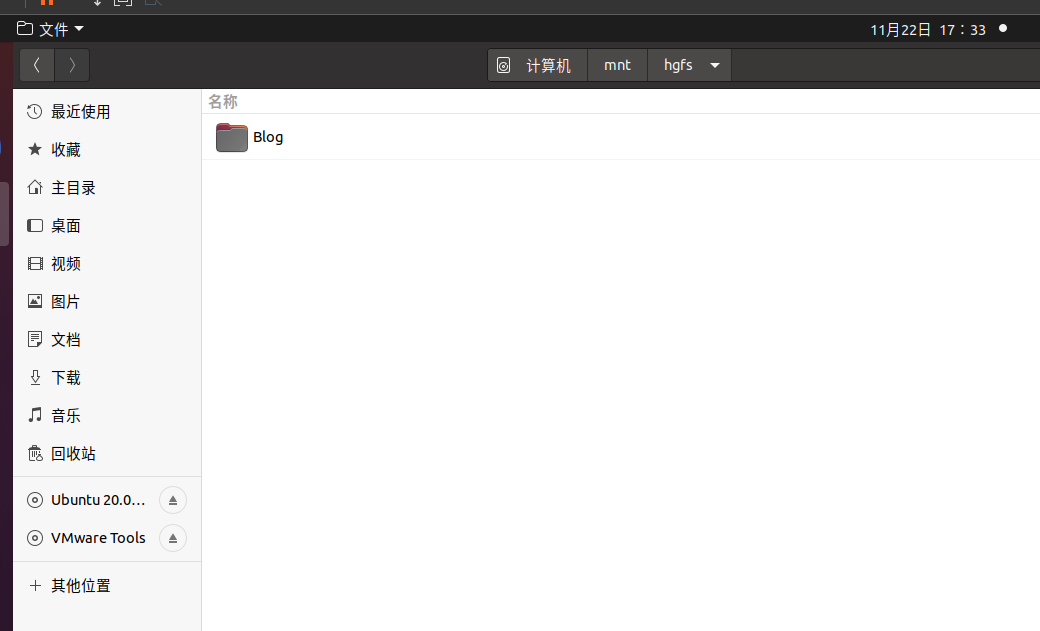 文件
11月22日 17：33
计算机 mnt hgfs
最近使用
收藏
主目录
桌面
视频
图片
文档
下载
音乐
回收站
Ubuntu 20.0...
VMware Tools
其他位置
名称
Blog